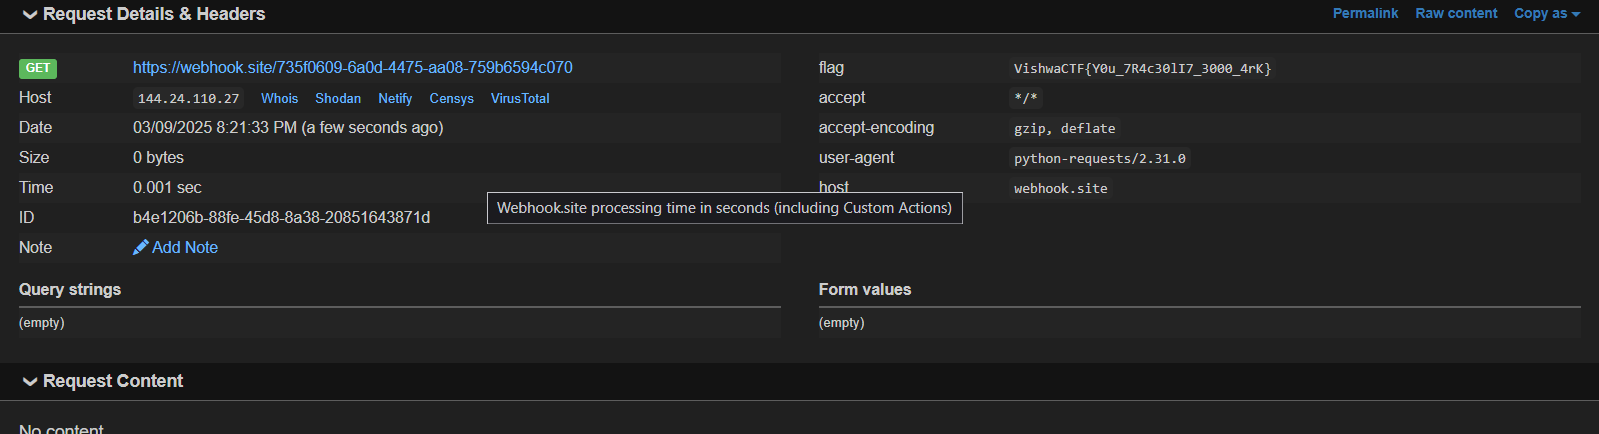 Request Details & Headers
Permalink Raw content Copy as
GET https://webhook.site/735f0609-6a0d-4475-aa08-759b6594c070
Host 144.24.110.27 Whois Shodan Netify Censys VirusTotal
Date 03/09/2025 8:21:33 PM (a few seconds ago)
Size 0 bytes
Time 0.001 sec
ID b4e1206b-88fe-45d8-8a38-20851643871d
Note Add Note
flag VishwaCTF{Y0u_7R4c30lI7_3000_4rK}
accept */*
accept-encoding gzip, deflate
user-agent python-requests/2.31.0
host webhook.site
Webhook.site processing time in seconds (including Custom Actions)
Query strings
(empty)
Form values
(empty)
Request Content
No content